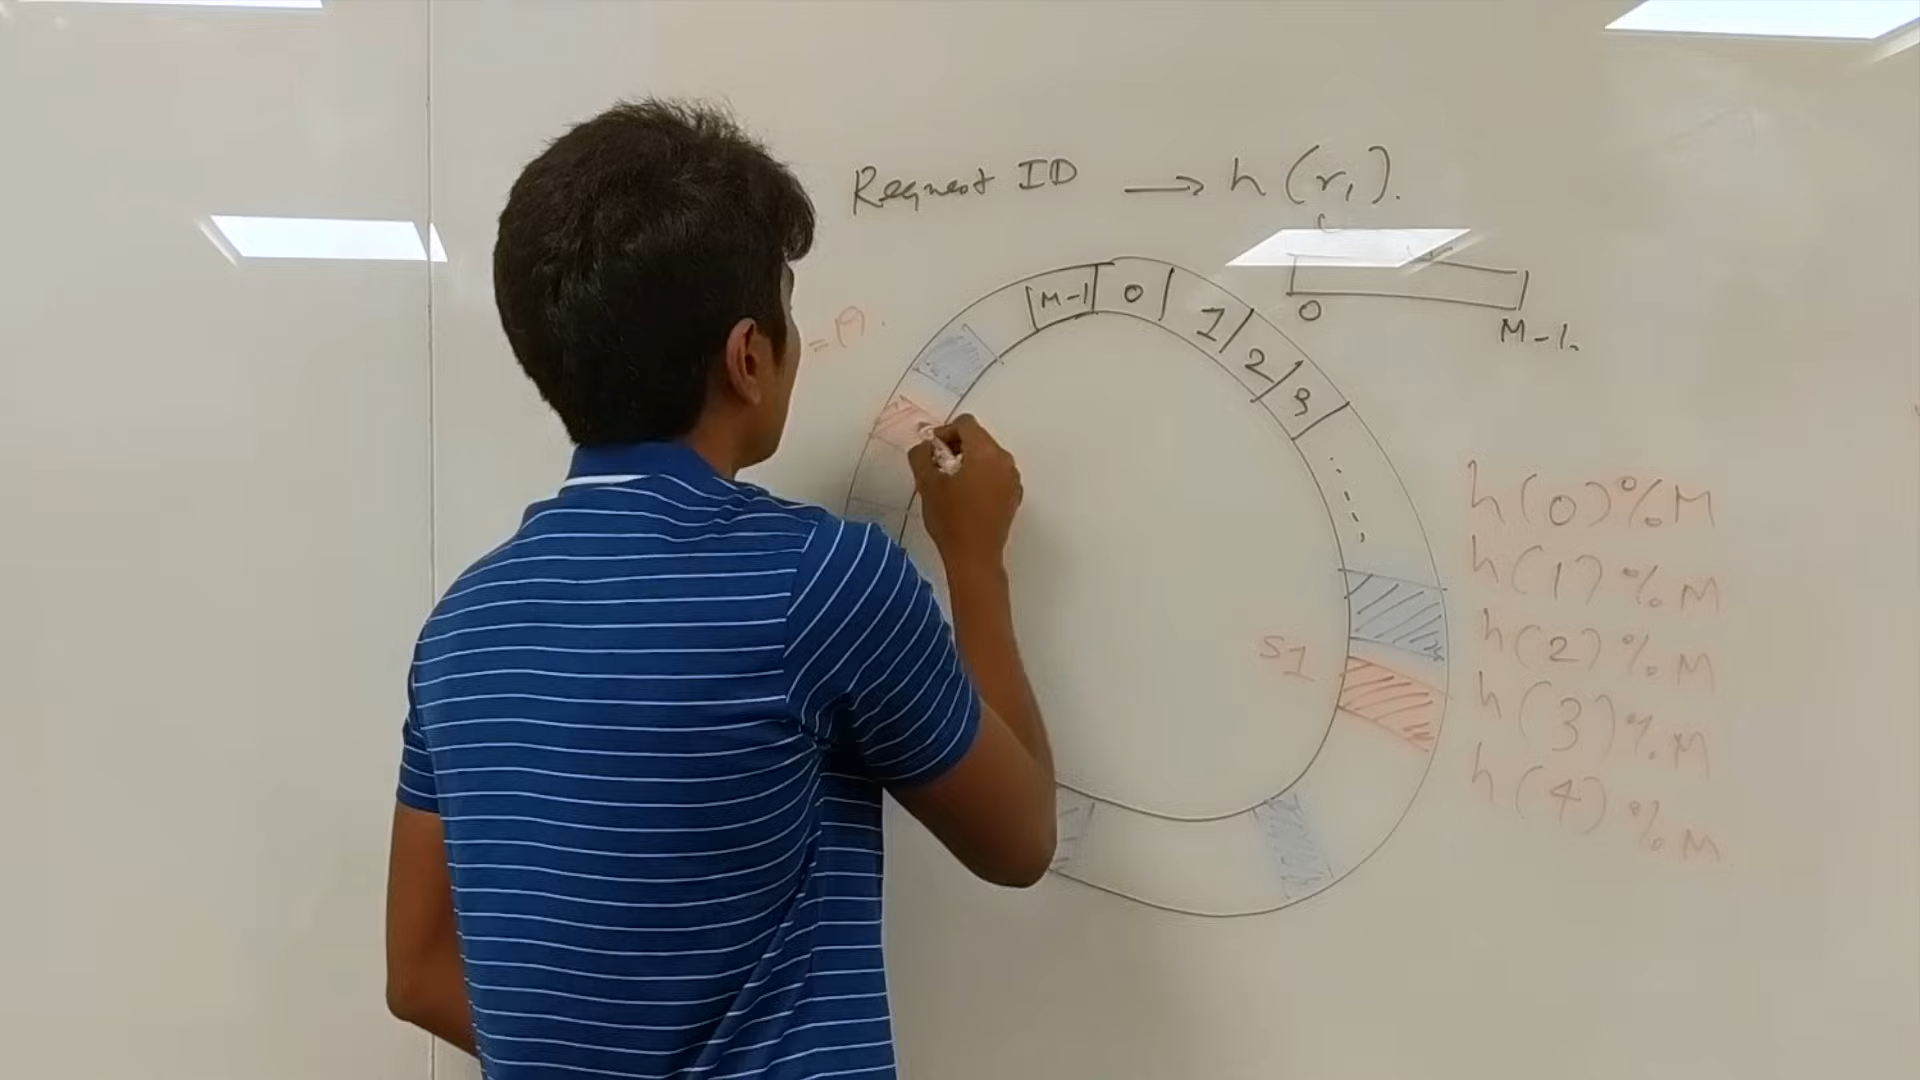 Request ID → h(r₁).
0
M-1.
M-1 0 1 2 3
S1
h(0)%M
h(1)%M
h(2)%M
h(3)%M
h(4)%M